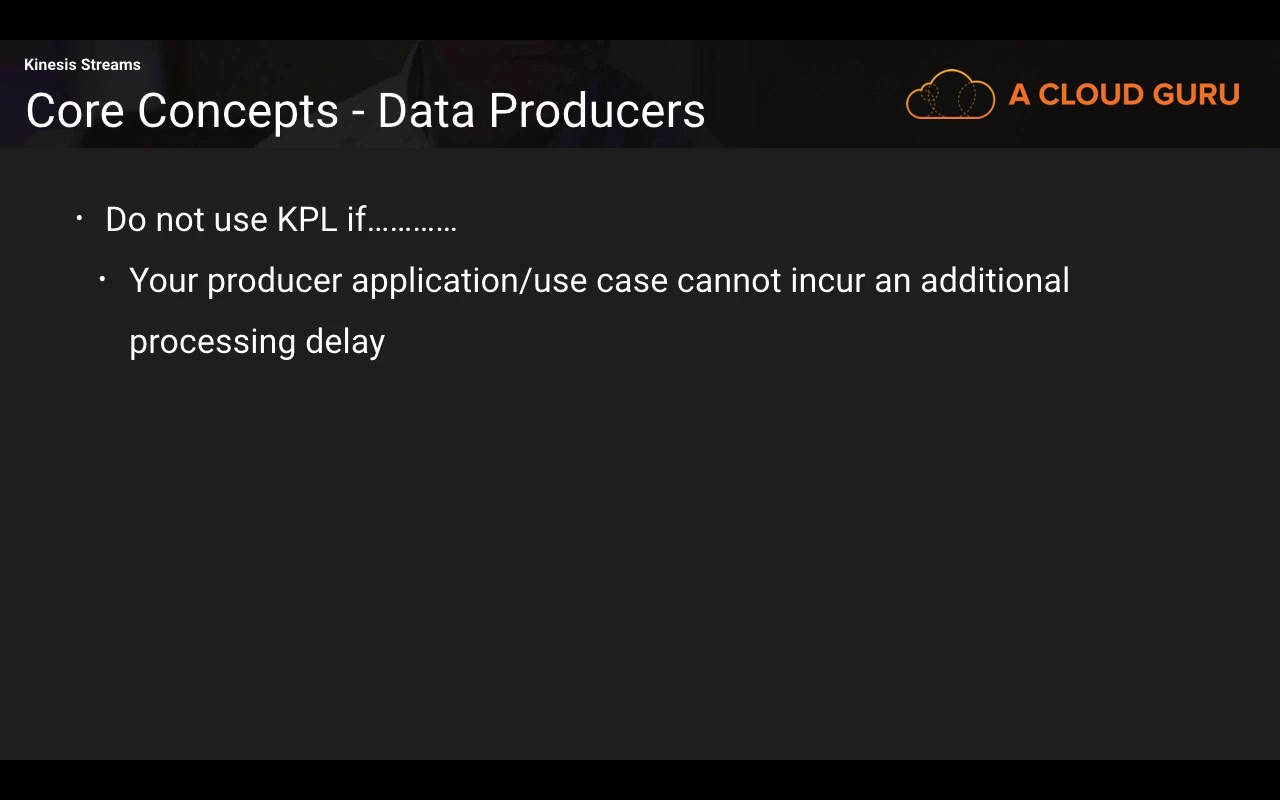 Kinesis Streams
Core Concepts - Data Producers
A CLOUD GURU
• Do not use KPL if…………
• Your producer application/use case cannot incur an additional
processing delay